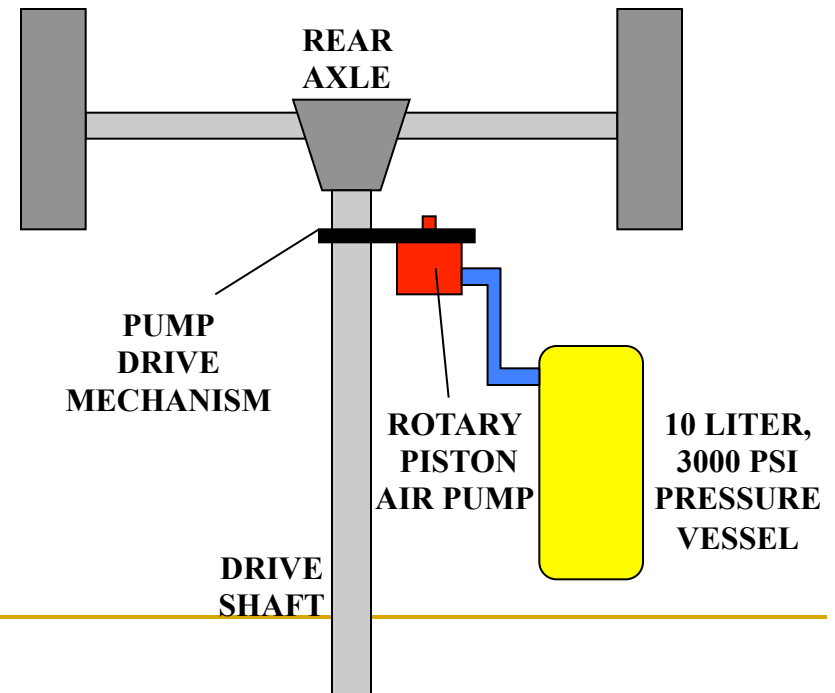 REAR
AXLE
PUMP
DRIVE
MECHANISM
ROTARY
PISTON
AIR PUMP
10 LITER,
3000 PSI
PRESSURE
VESSEL
DRIVE
SHAFT